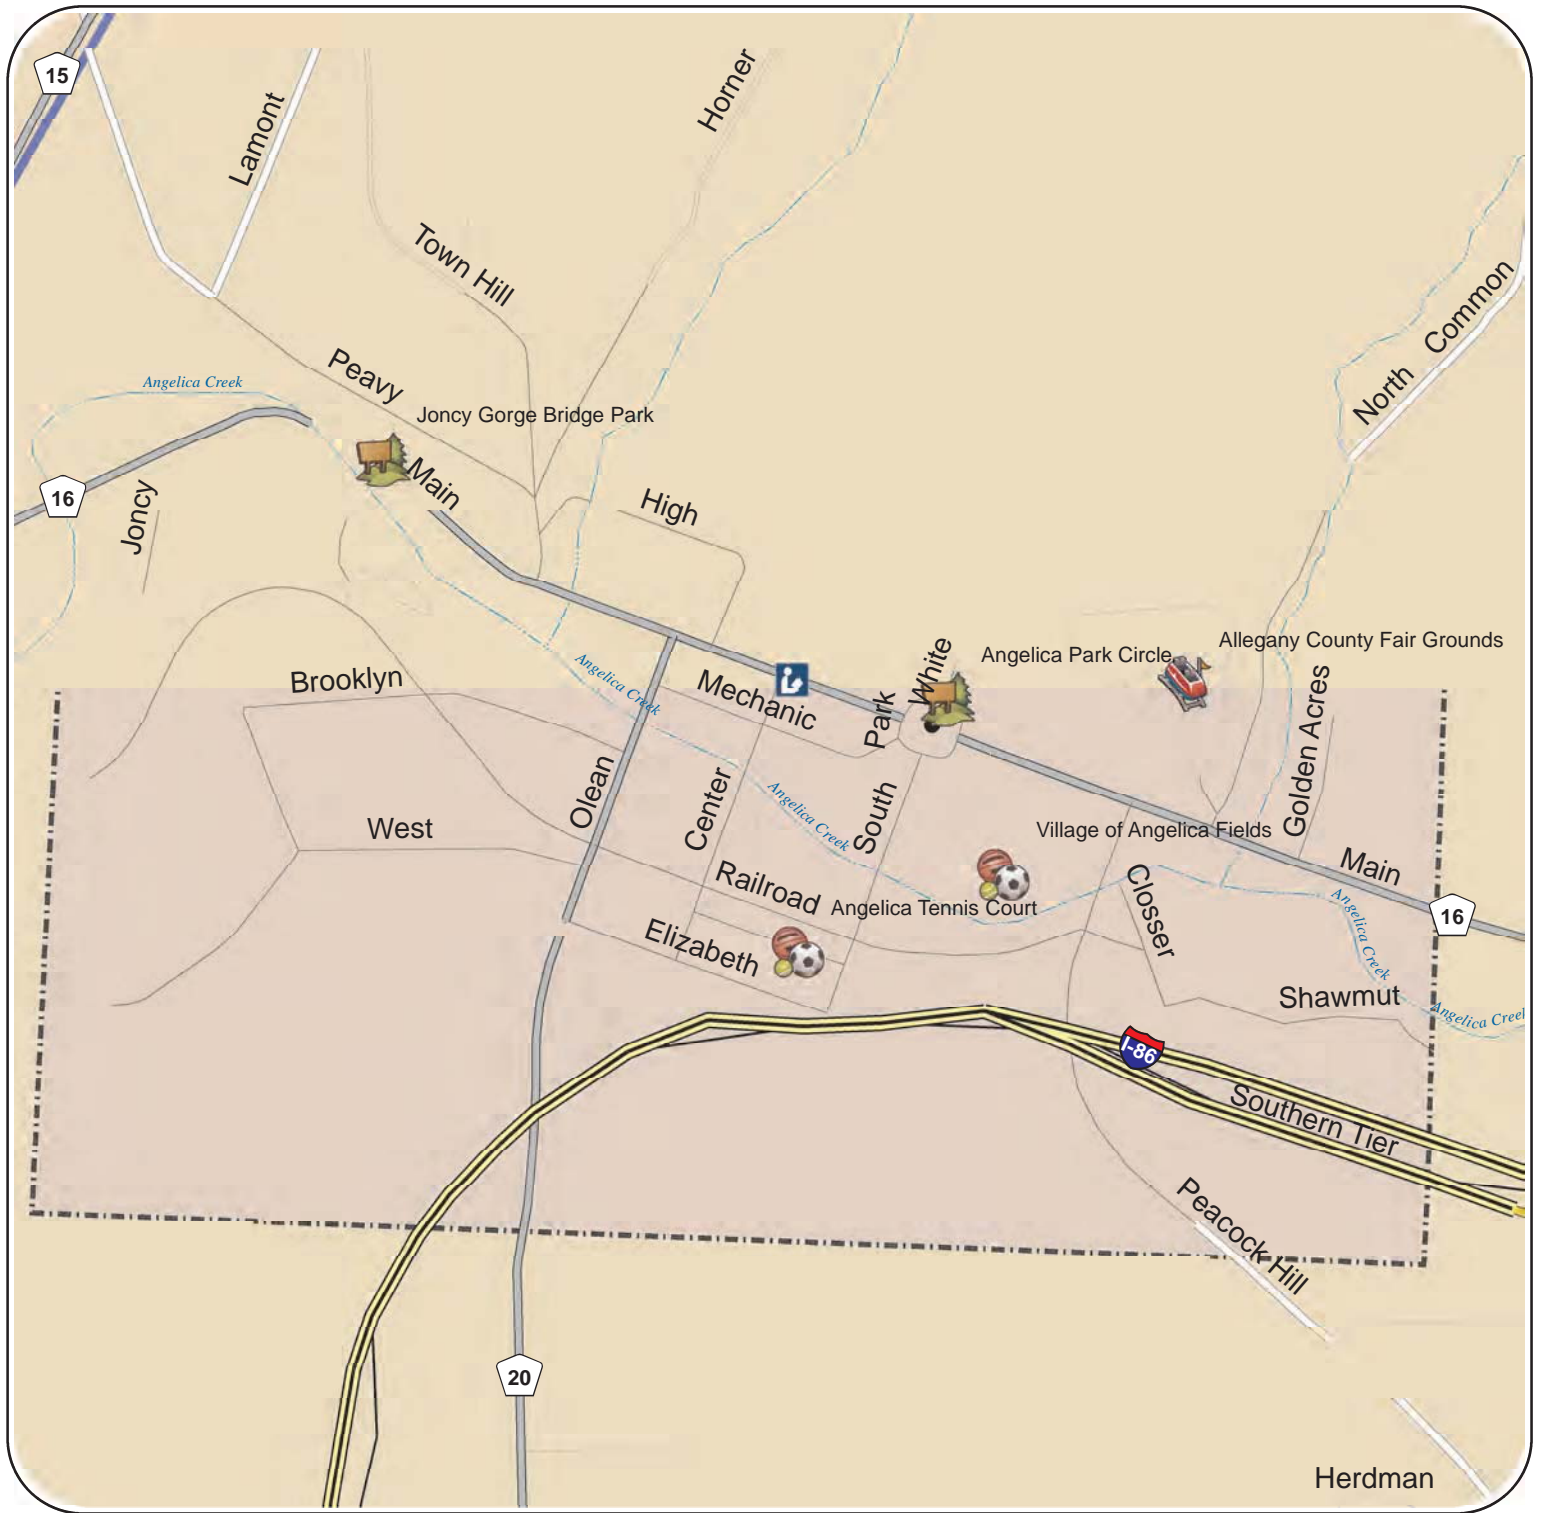 15
Lamont
Horner
Town Hill
North Common
Peavy
Angelica Creek
Joncy Gorge Bridge Park
Main
16
Joncy
High
White
Angelica Park Circle
Allegany County Fair Grounds
Angelica Creek
Brooklyn
Mechanic
Park
Golden Acres
Olean
Center
Angelica Creek
South
West
Village of Angelica Fields
Main
Railroad
Angelica Tennis Court
Closser
Angelica Creek
16
Elizabeth
Shawmut
Angelica Creek
I-86
Southern Tier
Peacock Hill
20
Herdman